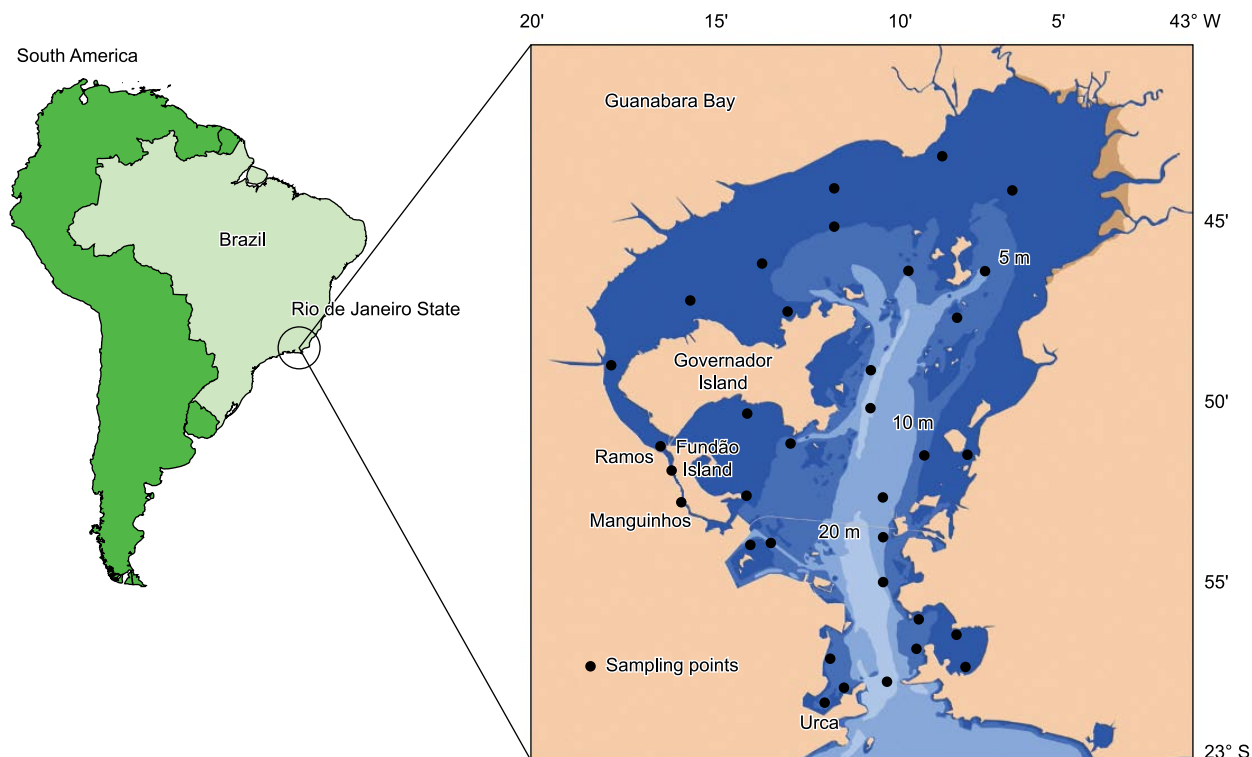 20'
15'
10'
5'
43° W
South America
Guanabara Bay
45'
Brazil
5 m
Rio de Janeiro State
Governador
Island
50'
10 m
Ramos
Fundão
Island
Manguinhos
20 m
55'
Sampling points
Urca
23° S